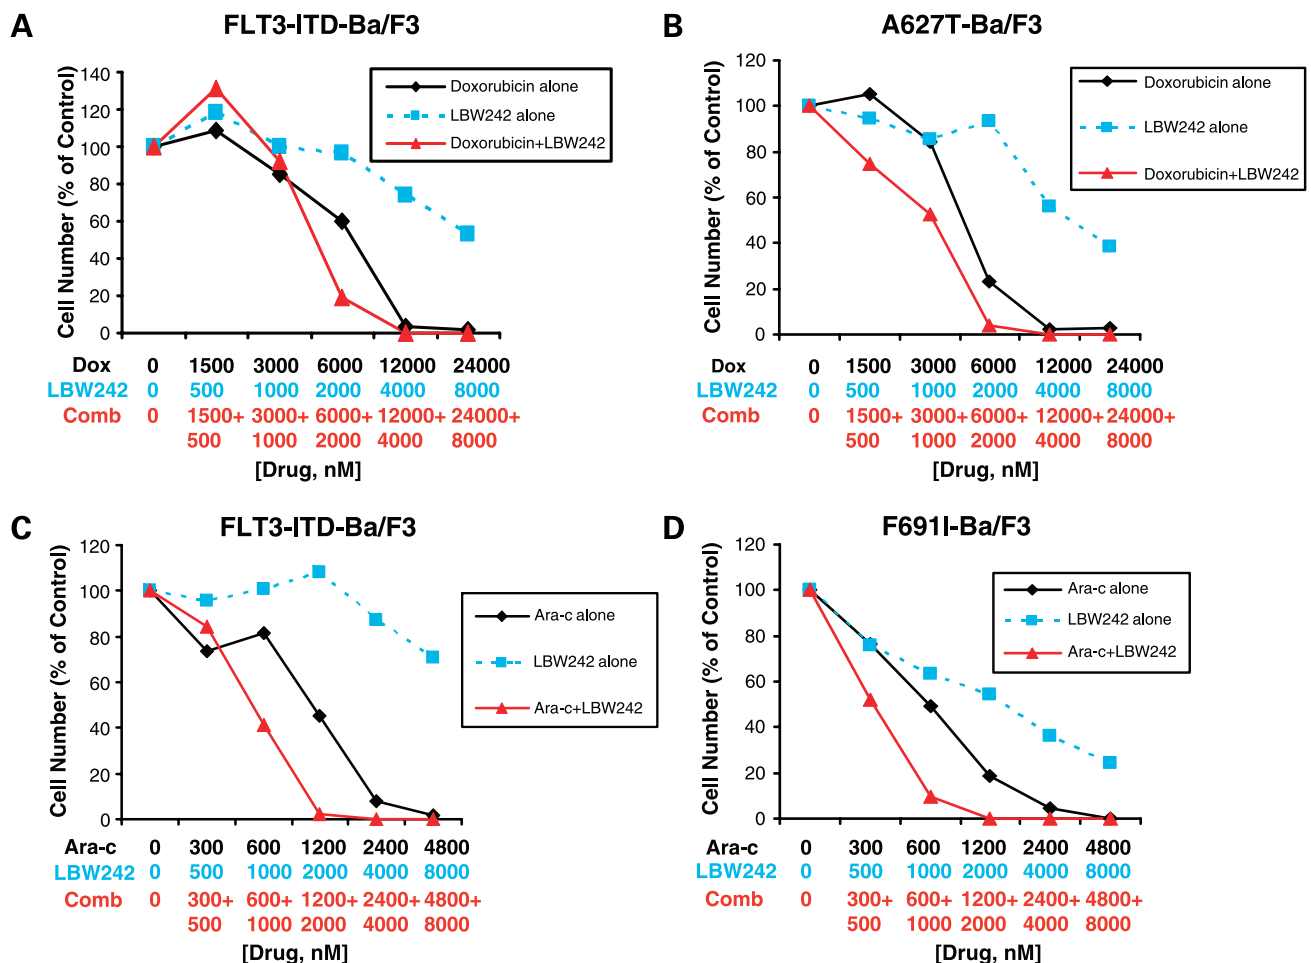 A
FLT3-ITD-Ba/F3
Cell Number (% of Control)
140
120
100
80
60
40
20
0
Doxorubicin alone
LBW242 alone
Doxorubicin+LBW242
Dox 0 1500 3000 6000 12000 24000
LBW242 0 500 1000 2000 4000 8000
Comb 0 1500+ 3000+ 6000+ 12000+ 24000+
500 1000 2000 4000 8000
[Drug, nM]
B
A627T-Ba/F3
Cell Number (% of Control)
120
100
80
60
40
20
0
Doxorubicin alone
LBW242 alone
Doxorubicin+LBW242
Dox 0 1500 3000 6000 12000 24000
LBW242 0 500 1000 2000 4000 8000
Comb 0 1500+ 3000+ 6000+ 12000+ 24000+
500 1000 2000 4000 8000
[Drug, nM]
C
FLT3-ITD-Ba/F3
Cell Number (% of Control)
120
100
80
60
40
20
0
Ara-c alone
LBW242 alone
Ara-c+LBW242
Ara-c 0 300 600 1200 2400 4800
LBW242 0 500 1000 2000 4000 8000
Comb 0 300+ 600+ 1200+ 2400+ 4800+
500 1000 2000 4000 8000
[Drug, nM]
D
F691I-Ba/F3
Cell Number (% of Control)
120
100
80
60
40
20
0
Ara-c alone
LBW242 alone
Ara-c+LBW242
Ara-c 0 300 600 1200 2400 4800
LBW242 0 500 1000 2000 4000 8000
Comb 0 300+ 600+ 1200+ 2400+ 4800+
500 1000 2000 4000 8000
[Drug, nM]